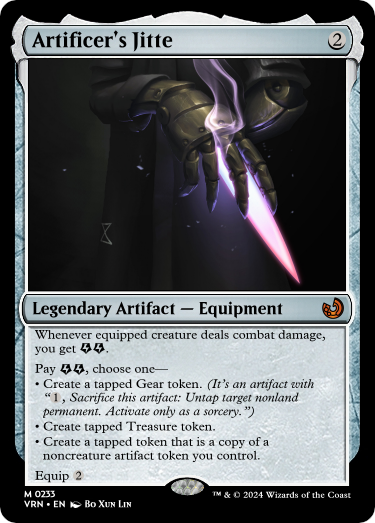 Artificer's Jitte 2
Legendary Artifact — Equipment
Whenever equipped creature deals combat damage,
you get .
Pay , choose one—
• Create a tapped Gear token. (It's an artifact with
“1, Sacrifice this artifact: Untap target nonland
permanent. Activate only as a sorcery.”)
• Create tapped Treasure token.
• Create a tapped token that is a copy of a
noncreature artifact token you control.
Equip 2
M 0233
VRN • EN Bo Xun Lin
™ & © 2024 Wizards of the Coast